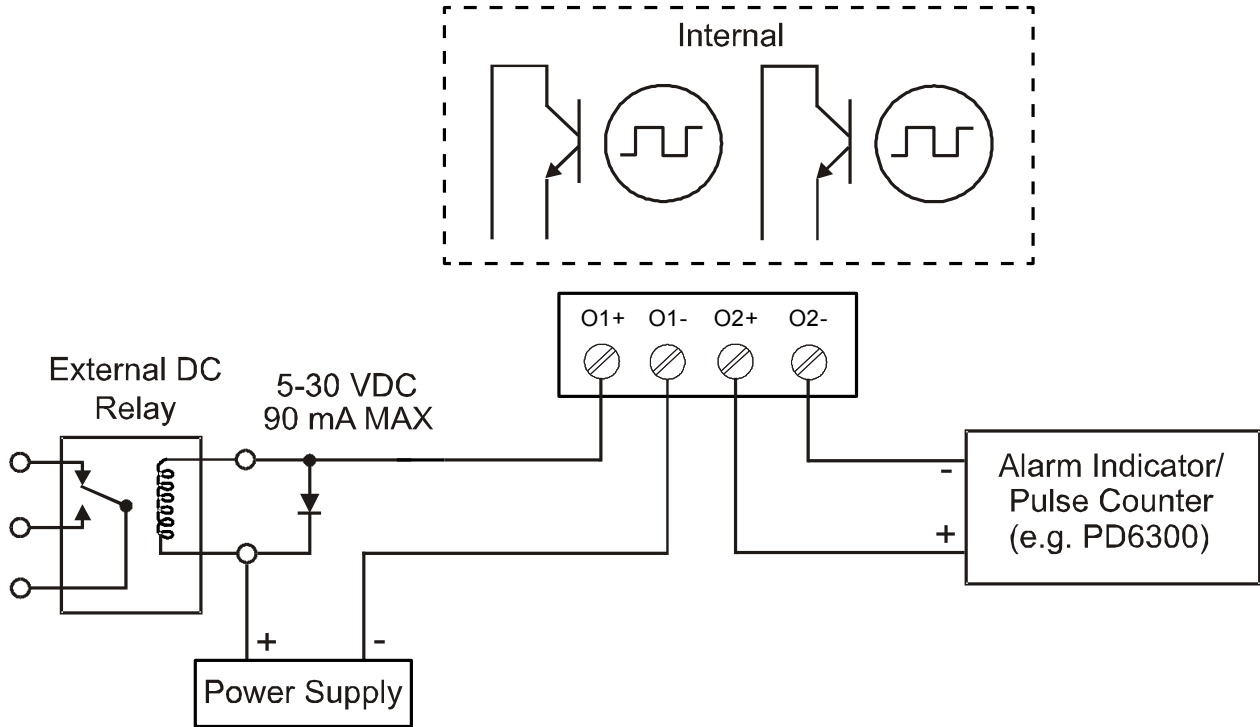 Internal
O1+ O1- O2+ O2-
External DC
Relay
5-30 VDC
90 mA MAX
-
+
Alarm Indicator/
Pulse Counter
(e.g. PD6300)
+ -
Power Supply